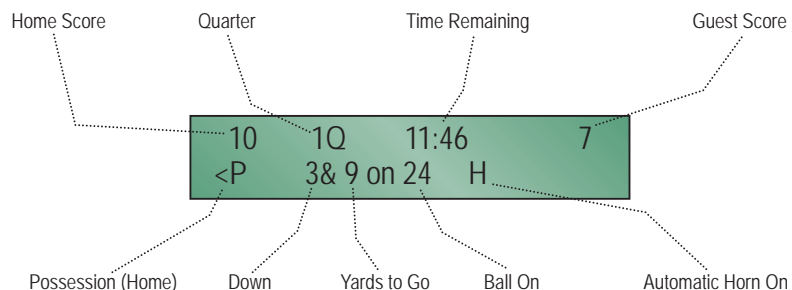 Home Score Quarter Time Remaining Guest Score
10 1Q 11:46 7
<P 3& 9 on 24 H
Possession (Home) Down Yards to Go Ball On Automatic Horn On